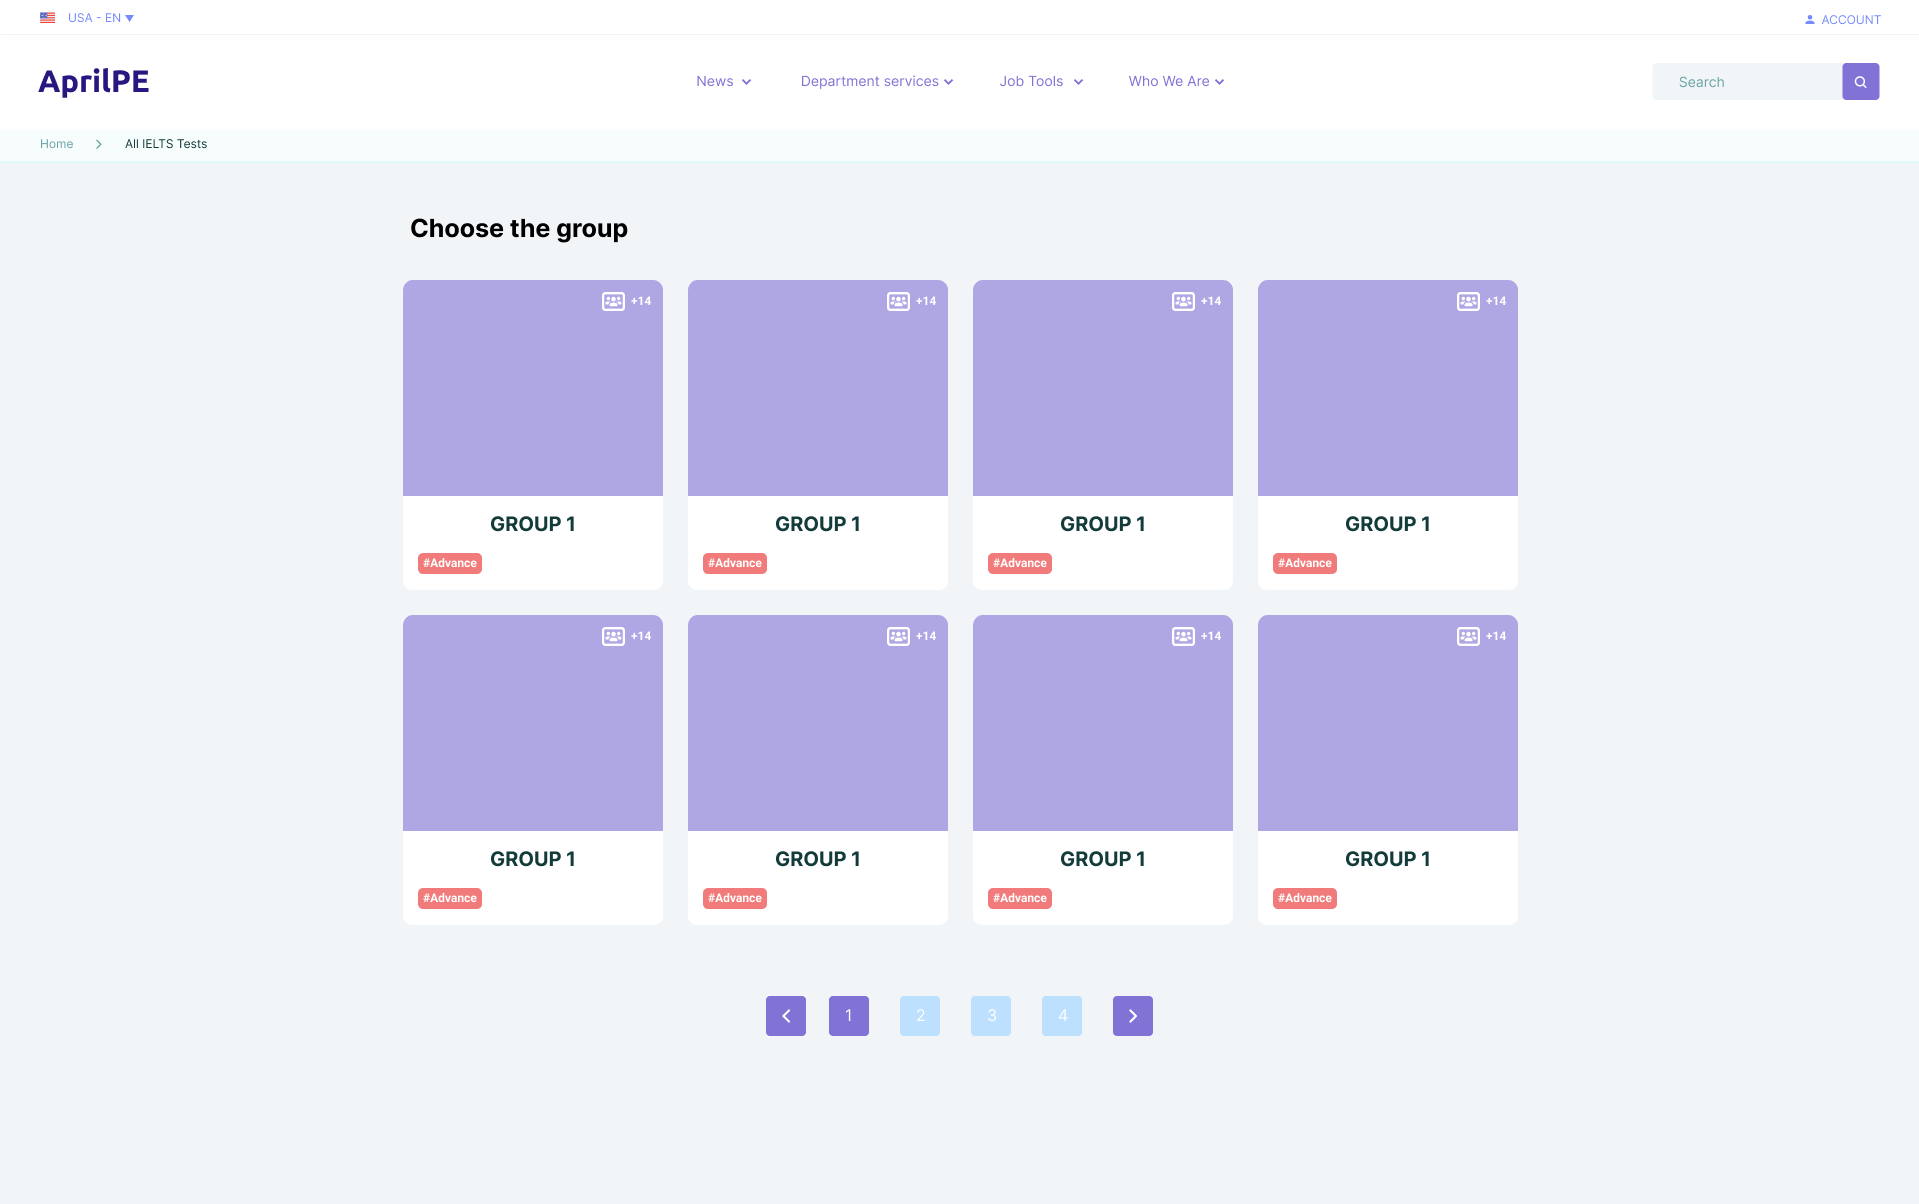 USA - EN
ACCOUNT
AprilPE
News
Department services
Job Tools
Who We Are
Search
Home
All IELTS Tests
Choose the group
+14
+14
+14
+14
GROUP 1
GROUP 1
GROUP 1
GROUP 1
#Advance
#Advance
#Advance
#Advance
+14
+14
+14
+14
GROUP 1
GROUP 1
GROUP 1
GROUP 1
#Advance
#Advance
#Advance
#Advance
1
2
3
4